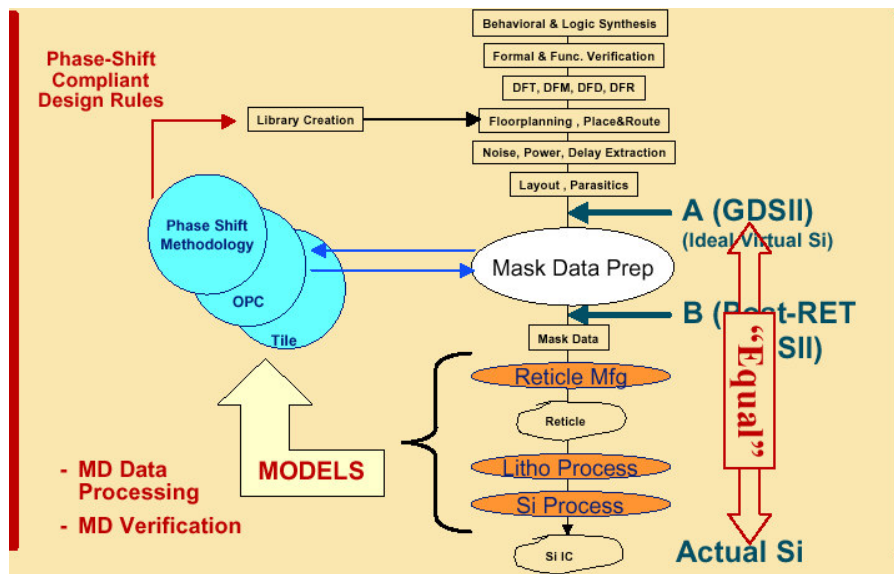 Behavioral & Logic Synthesis
Formal & Func. Verification
DFT, DFM, DFD, DFR
Phase-Shift
Compliant
Design Rules
Library Creation
Floorplanning , Place&Route
Noise, Power, Delay Extraction
Layout , Parasitics
A (GDSII)
(Ideal Virtual Si)
Phase Shift
Methodology
OPC
Tile
Mask Data Prep
B (Post-RET
SII)
"Equal"
Mask Data
Reticle Mfg
Reticle
Litho Process
Si Process
Si IC
Actual Si
MODELS
- MD Data
Processing
- MD Verification